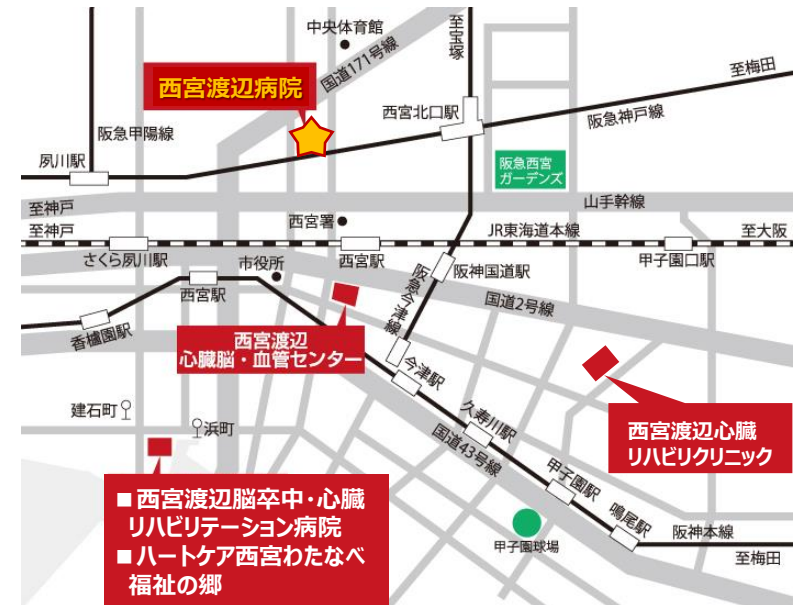 中央体育館
国道171号線
至宝塚
至梅田
西宮渡辺病院
西宮北口駅
阪急甲陽線
阪急神戸線
夙川駅
阪急西宮
ガーデンズ
至神戸
山手幹線
至神戸
西宮署
JR東海道本線
至大阪
さくら夙川駅
市役所
西宮駅
阪神国道駅
甲子園口駅
西宮駅
阪急今津線
国道2号線
香櫨園駅
西宮渡辺
心臓脳・血管センター
今津駅
建石町
浜町
久寿川駅
国道43号線
西宮渡辺心臓
リハビリクリニック
■西宮渡辺脳卒中・心臓
リハビリテーション病院
■ハートケア西宮わたなべ
福祉の郷
甲子園駅
鳴尾駅
甲子園球場
阪神本線
至梅田